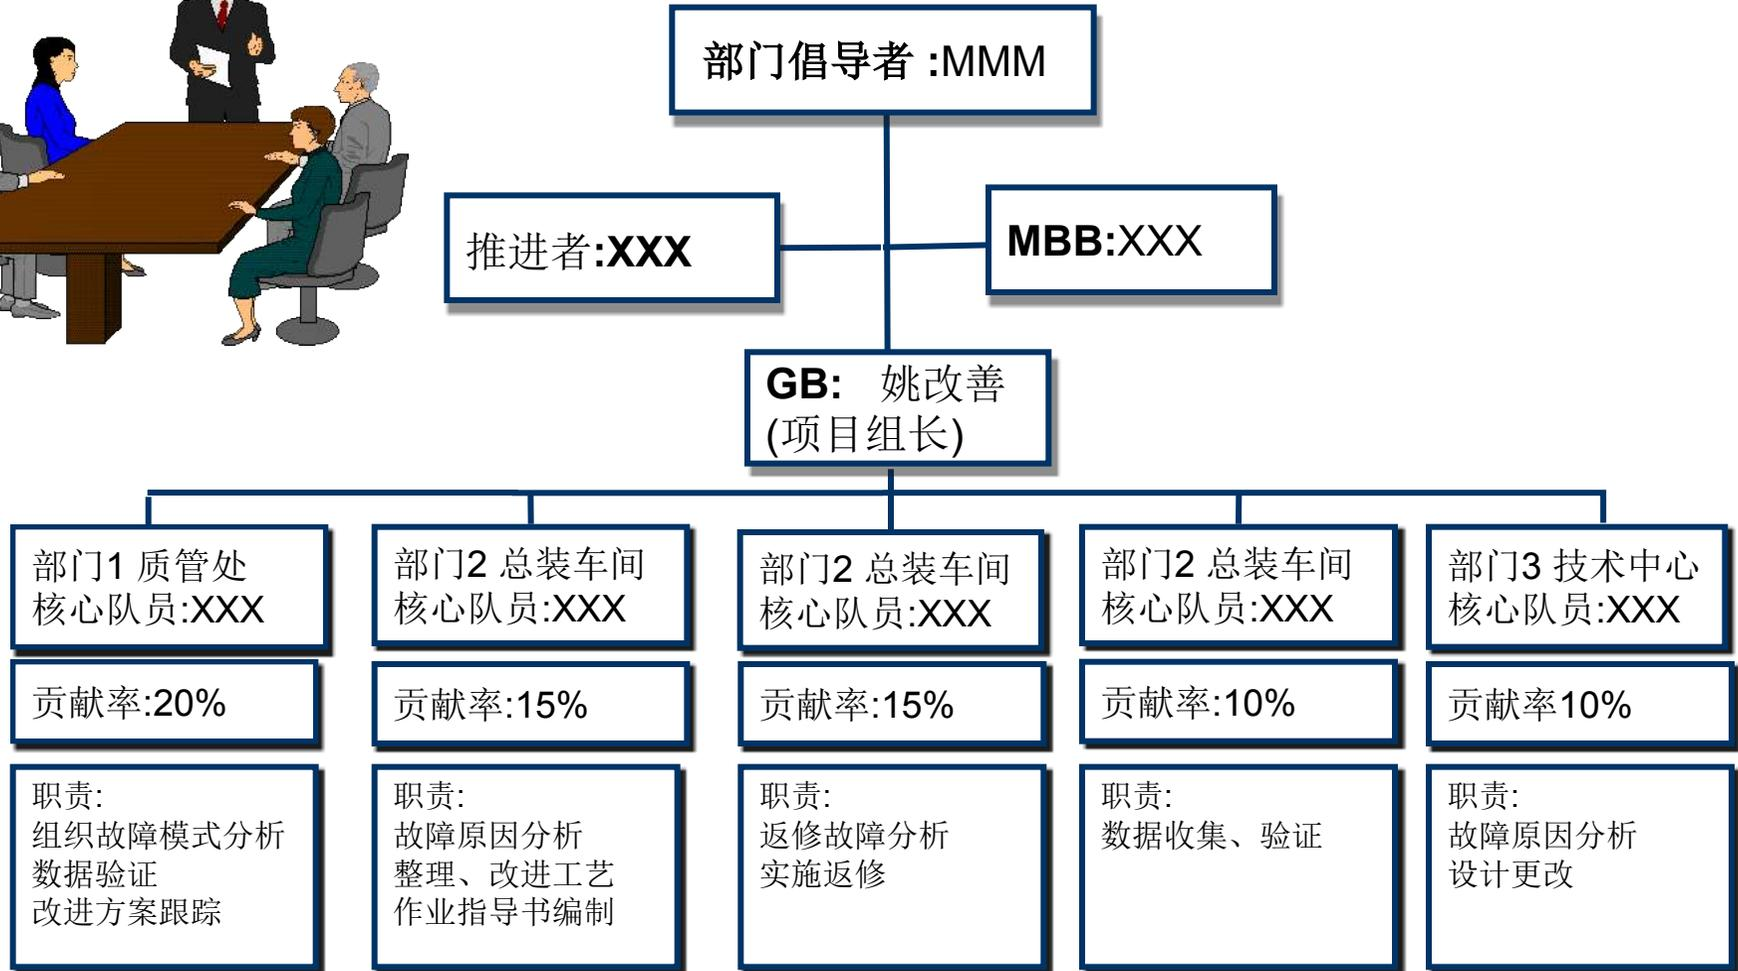 部门倡导者 :MMM
推进者:XXX
MBB:XXX
GB: 姚改善
(项目组长)
部门1 质管处
核心队员:XXX
贡献率:20%
职责:
组织故障模式分析
数据验证
改进方案跟踪
部门2 总装车间
核心队员:XXX
贡献率:15%
职责:
故障原因分析
整理、改进工艺
作业指导书编制
部门2 总装车间
核心队员:XXX
贡献率:15%
职责:
返修故障分析
实施返修
部门2 总装车间
核心队员:XXX
贡献率:10%
职责:
数据收集、验证
部门3 技术中心
核心队员:XXX
贡献率10%
职责:
故障原因分析
设计更改